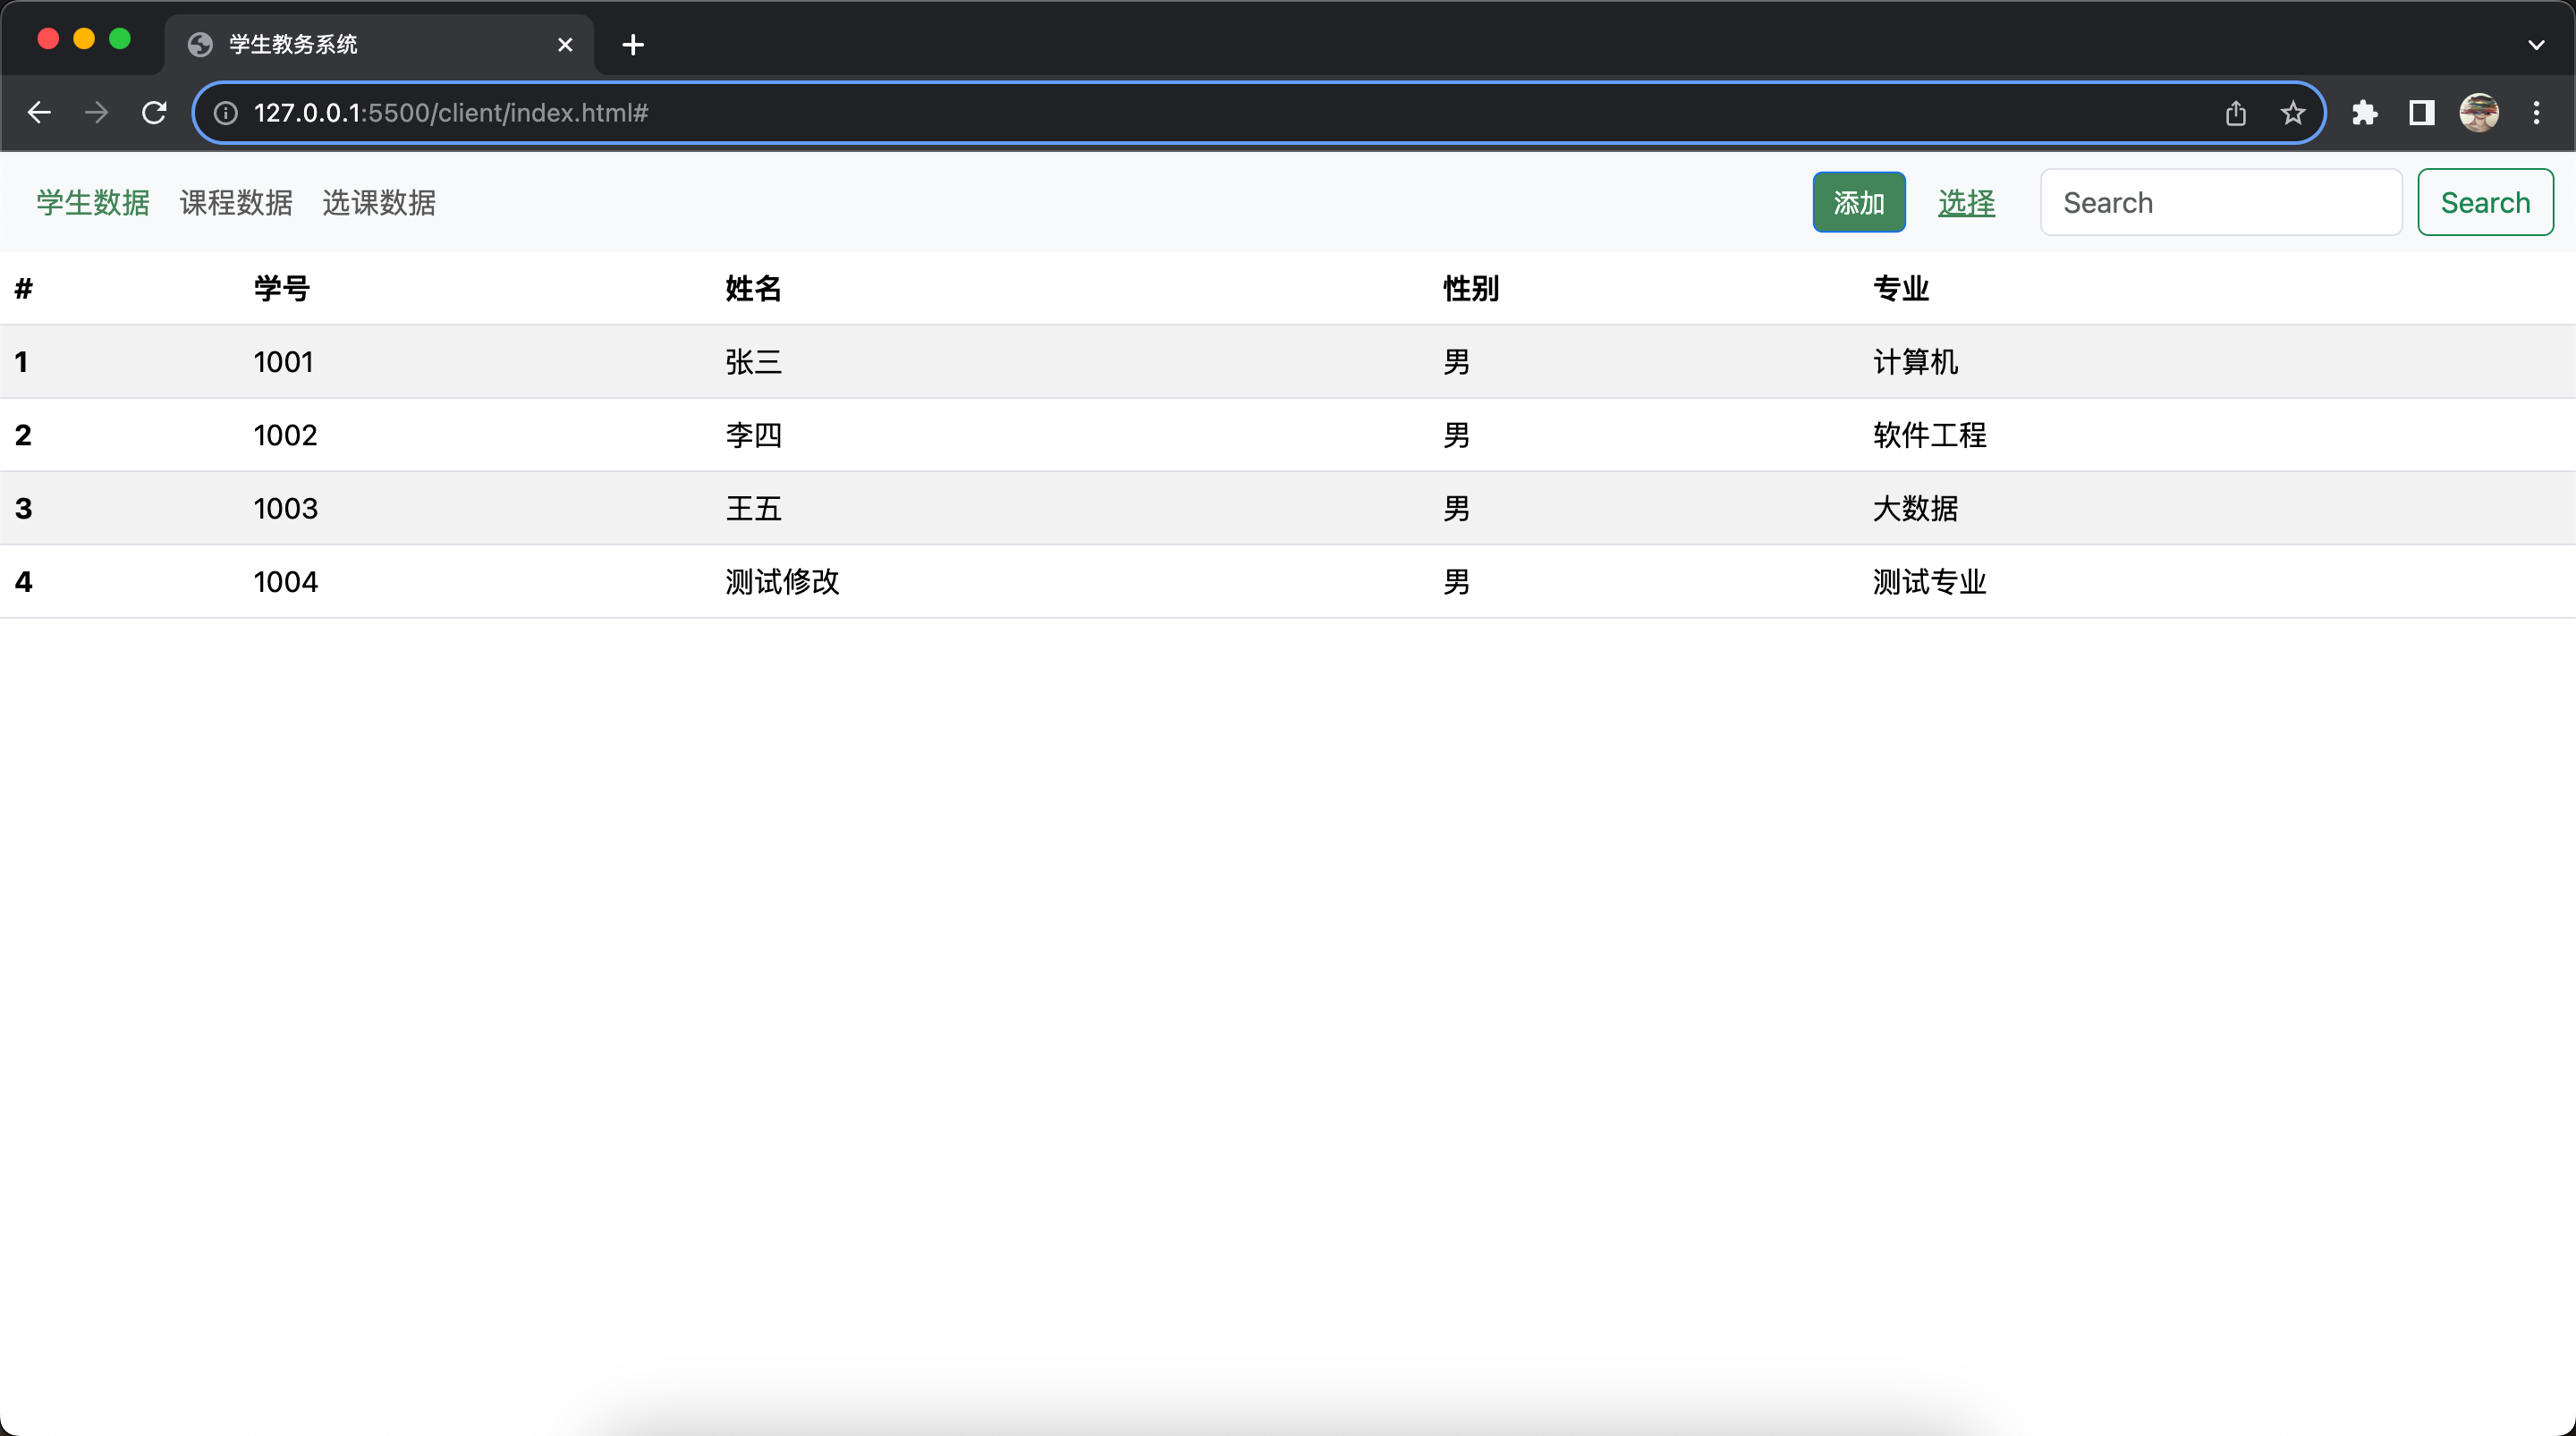 学生教务系统
127.0.0.1:5500/client/index.html#
学生数据 课程数据 选课数据 添加 选择 Search Search
# 学号 姓名 性别 专业
1 1001 张三 男 计算机
2 1002 李四 男 软件工程
3 1003 王五 男 大数据
4 1004 测试修改 男 测试专业